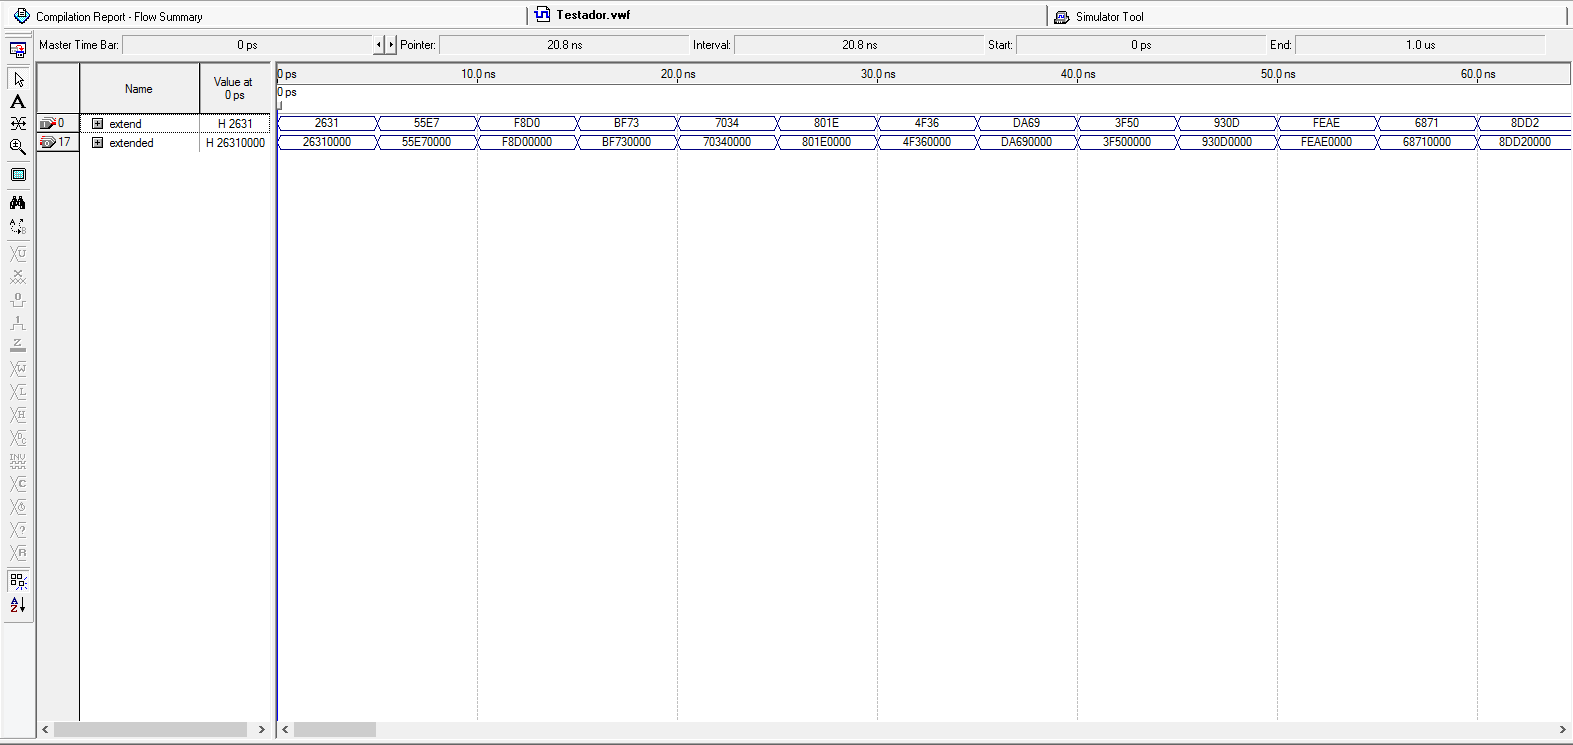 Compilation Report - Flow Summary
Testador.vwf
Simulator Tool
Master Time Bar: 0 ps Pointer: 20.8 ns Interval: 20.8 ns Start: 0 ps End: 1.0 us
Name
Value at
0 ps
0 ps 10.0 ns 20.0 ns 30.0 ns 40.0 ns 50.0 ns 60.0 ns
0 ps
0 extend H 2631 2631 55E7 F8D0 BF73 7034 801E 4F36 DA69 3F50 930D FEAE 6871 8DD2
17 extended H 26310000 26310000 55E70000 F8D00000 BF730000 70340000 801E0000 4F360000 DA690000 3F500000 930D0000 FEAE0000 68710000 8DD20000